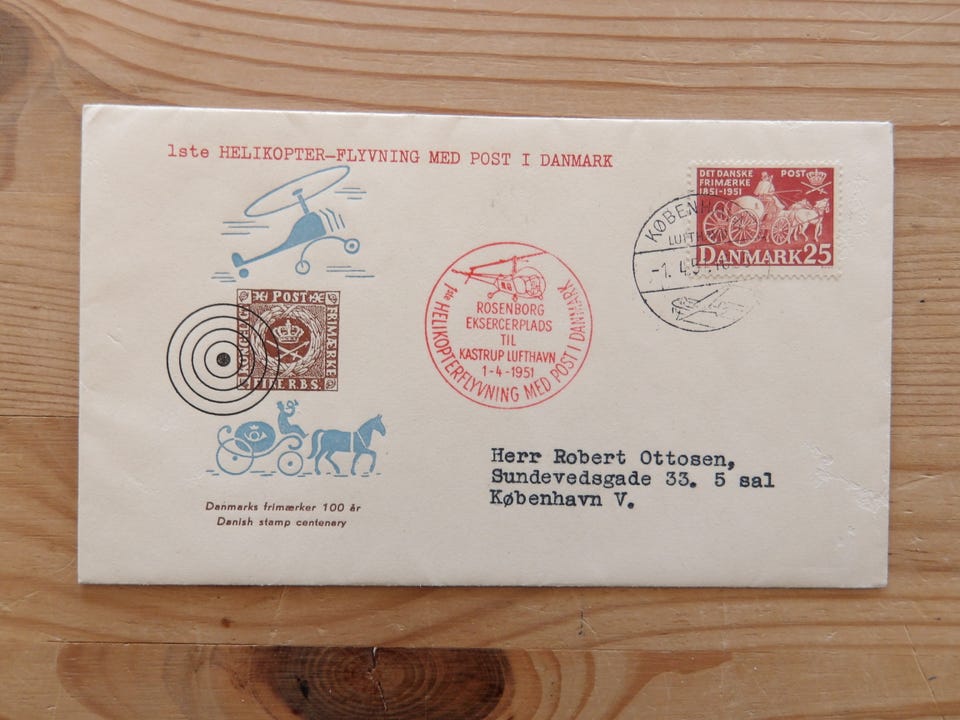 1ste HELIKOPTER-FLYVNING MED POST I DANMARK
DET DANSKE POST
FRIMÆRKE
1851-1951
DANMARK 25
LUFTH
-1. 4.5
1ste HELIKOPTERFLYVNING MED POST I DANMARK
ROSENBORG
EKSERCERPLADS
TIL
KASTRUP LUFTHAVN
1-4-1951
POST
FRIMÆRKE
R.B.S.
Herr Robert Ottosen,
Sundevedsgade 33. 5 sal
København V.
Danmarks frimærker 100 år
Danish stamp centenary